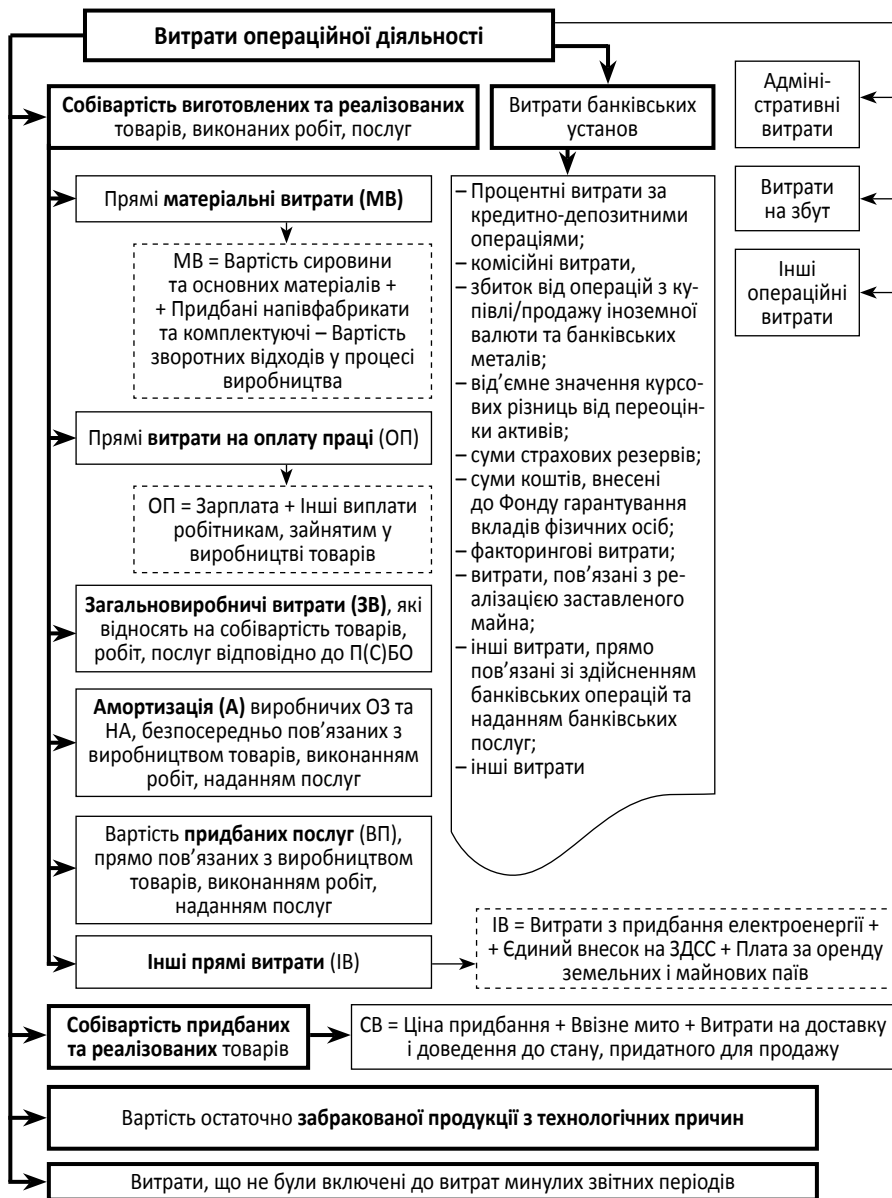 Витрати операційної діяльності
Собівартість виготовлених та реалізованих
товарів, виконаних робіт, послуг
Витрати банківських
установ
Адміні-
стративні
витрати
Витрати
на збут
Інші
операційні
витрати
Прямі матеріальні витрати (МВ)
МВ = Вартість сировини
та основних матеріалів +
+ Придбані напівфабрикати
та комплектуючі – Вартість
зворотних відходів у процесі
виробництва
Прямі витрати на оплату праці (ОП)
ОП = Зарплата + Інші виплати
робітникам, зайнятим у
виробництві товарів
Загальновиробничі витрати (ЗВ), які
відносять на собівартість товарів,
робіт, послуг відповідно до П(С)БО
Амортизація (А) виробничих ОЗ та
НА, безпосередньо пов’язаних з
виробництвом товарів, виконанням
робіт, наданням послуг
Вартість придбаних послуг (ВП),
прямо пов’язаних з виробництвом
товарів, виконанням робіт,
наданням послуг
Інші прямі витрати (ІВ)
– Процентні витрати за
кредитно-депозитними
операціями;
– комісійні витрати,
– збиток від операцій з ку-
півлі/продажу іноземної
валюти та банківських
металів;
– від’ємне значення курсо-
вих різниць від переоцін-
ки активів;
– суми страхових резервів;
– суми коштів, внесені
до Фонду гарантування
вкладів фізичних осіб;
– факторингові витрати;
– витрати, пов’язані з ре-
алізацією заставленого
майна;
– інші витрати, прямо
пов’язані зі здійсненням
банківських операцій та
наданням банківських
послуг;
– інші витрати
ІВ = Витрати з придбання електроенергії +
+ Єдиний внесок на ЗДСС + Плата за оренду
земельних і майнових паїв
Собівартість придбаних
та реалізованих товарів
СВ = Ціна придбання + Ввізне мито + Витрати на доставку
і доведення до стану, придатного для продажу
Вартість остаточно забракованої продукції з технологічних причин
Витрати, що не були включені до витрат минулих звітних періодів